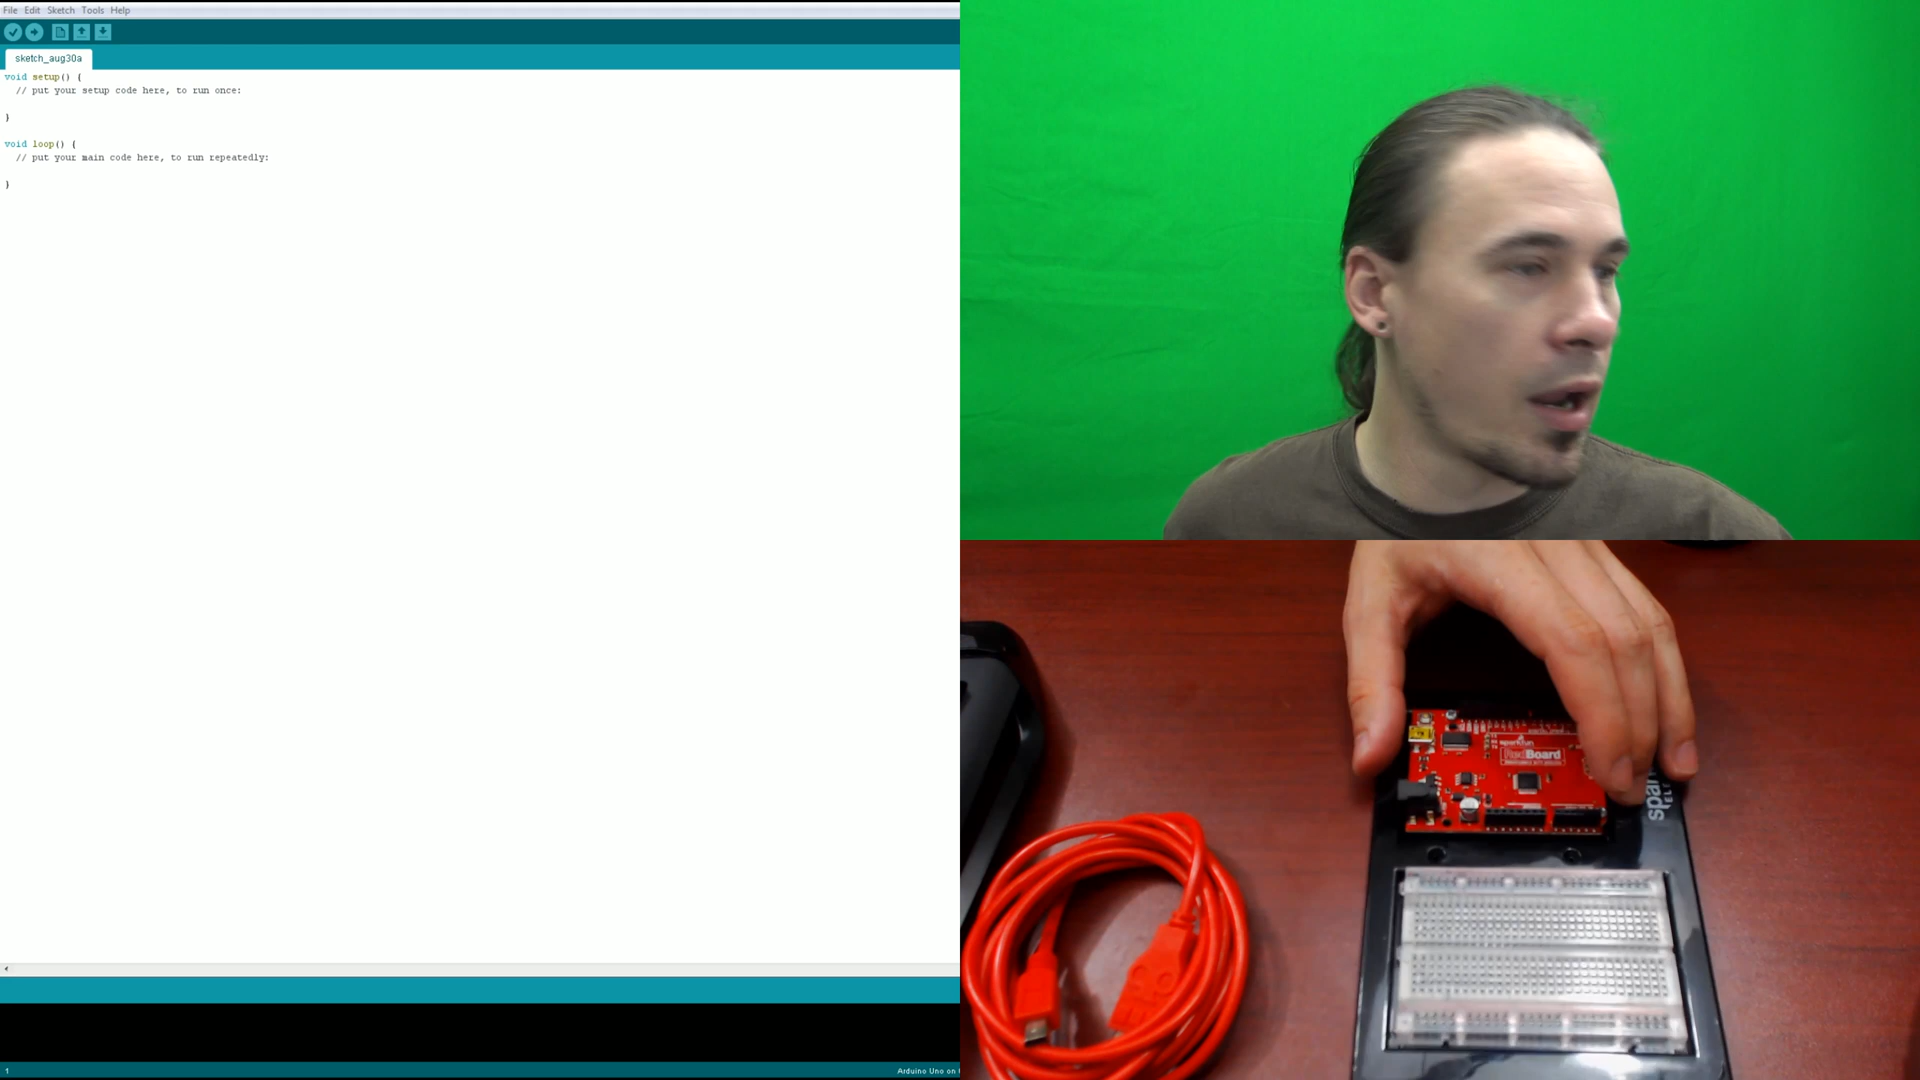 File Edit Sketch Tools Help
sketch_aug30a
void setup() {
// put your setup code here, to run once:
}
void loop() {
// put your main code here, to run repeatedly:
}
1
Arduino Uno on
sparkfun
RedBoard